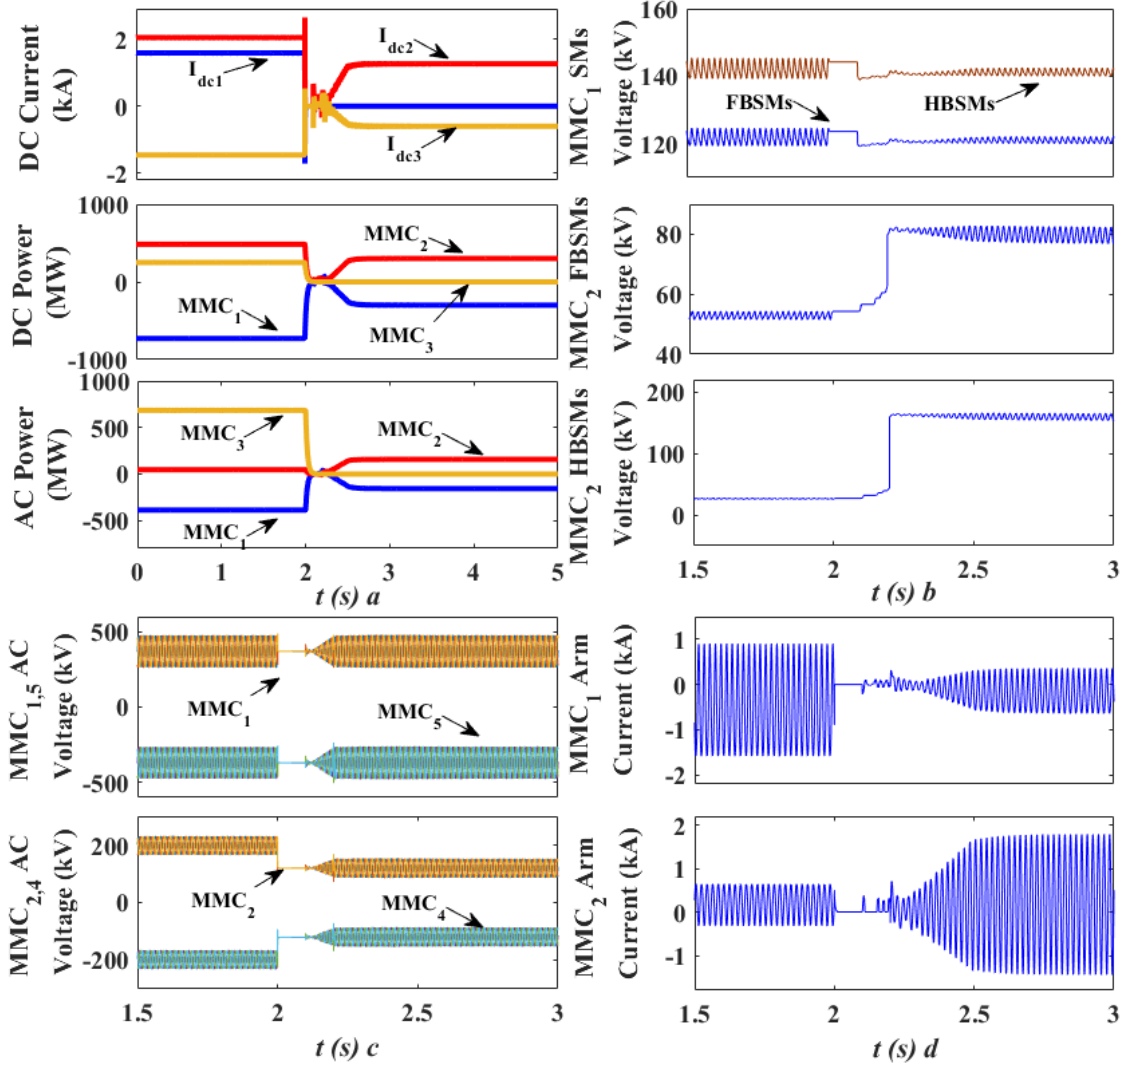 DC Current
(kA)
2
0
-2
I_dc1
I_dc2
I_dc3
MMC_1 SMs
Voltage (kV)
160
140
120
FBSMs
HBSMs
DC Power
(MW)
1000
0
-1000
MMC_1
MMC_2
MMC_3
MMC_2 FBSMs
Voltage (kV)
80
60
40
AC Power
(MW)
1000
500
0
-500
MMC_3
MMC_2
MMC_1
0 1 2 3 4 5
t (s) a
MMC_2 HBSMs
Voltage (kV)
200
100
0
1.5 2 2.5 3
t (s) b
MMC_1,5 AC
Voltage (kV)
500
0
-500
MMC_1
MMC_5
MMC_1 Arm
Current (kA)
1
0
-1
-2
MMC_2,4 AC
Voltage (kV)
200
0
-200
MMC_2
MMC_4
1.5 2 2.5 3
t (s) c
MMC_2 Arm
Current (kA)
2
1
0
-1
1.5 2 2.5 3
t (s) d